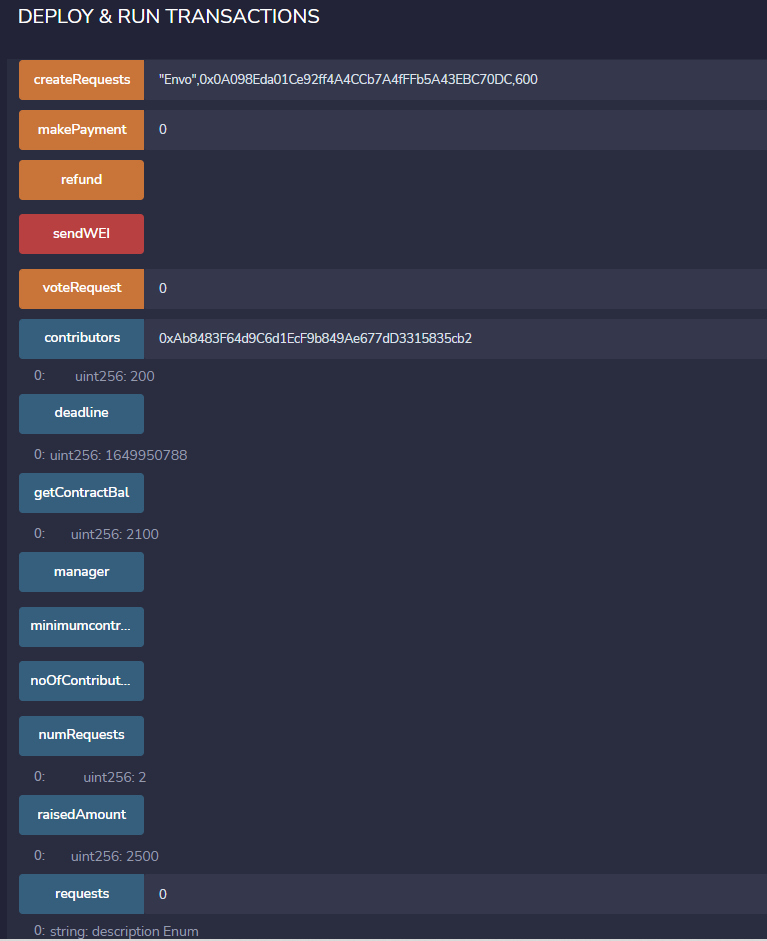 DEPLOY & RUN TRANSACTIONS
createRequests "Envo",0x0A098Eda01Ce92ff4A4CCb7A4fFFb5A43EBC70DC,600
makePayment 0
refund
sendWEI
voteRequest 0
contributors 0xAb8483F64d9C6d1EcF9b849Ae677dD3315835cb2
0: uint256: 200
deadline
0: uint256: 1649950788
getContractBal
0: uint256: 2100
manager
minimumcontr...
noOfContribut...
numRequests
0: uint256: 2
raisedAmount
0: uint256: 2500
requests 0
0: string: description Enum